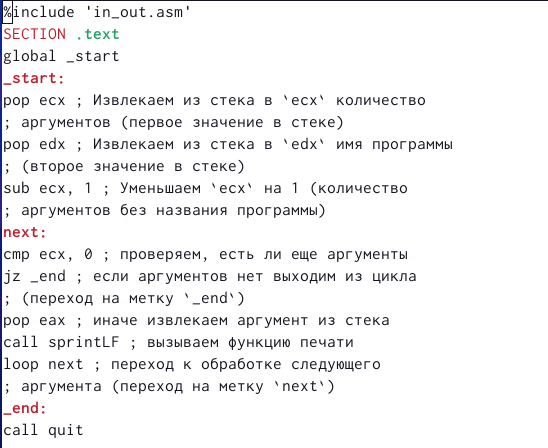 %include 'in_out.asm'
SECTION .text
global _start
_start:
pop ecx ; Извлекаем из стека в `ecx` количество
; аргументов (первое значение в стеке)
pop edx ; Извлекаем из стека в `edx` имя программы
; (второе значение в стеке)
sub ecx, 1 ; Уменьшаем `ecx` на 1 (количество
; аргументов без названия программы)
next:
cmp ecx, 0 ; проверяем, есть ли еще аргументы
jz _end ; если аргументов нет выходим из цикла
; (переход на метку `_end`)
pop eax ; иначе извлекаем аргумент из стека
call sprintLF ; вызываем функцию печати
loop next ; переход к обработке следующего
; аргумента (переход на метку `next`)
_end:
call quit